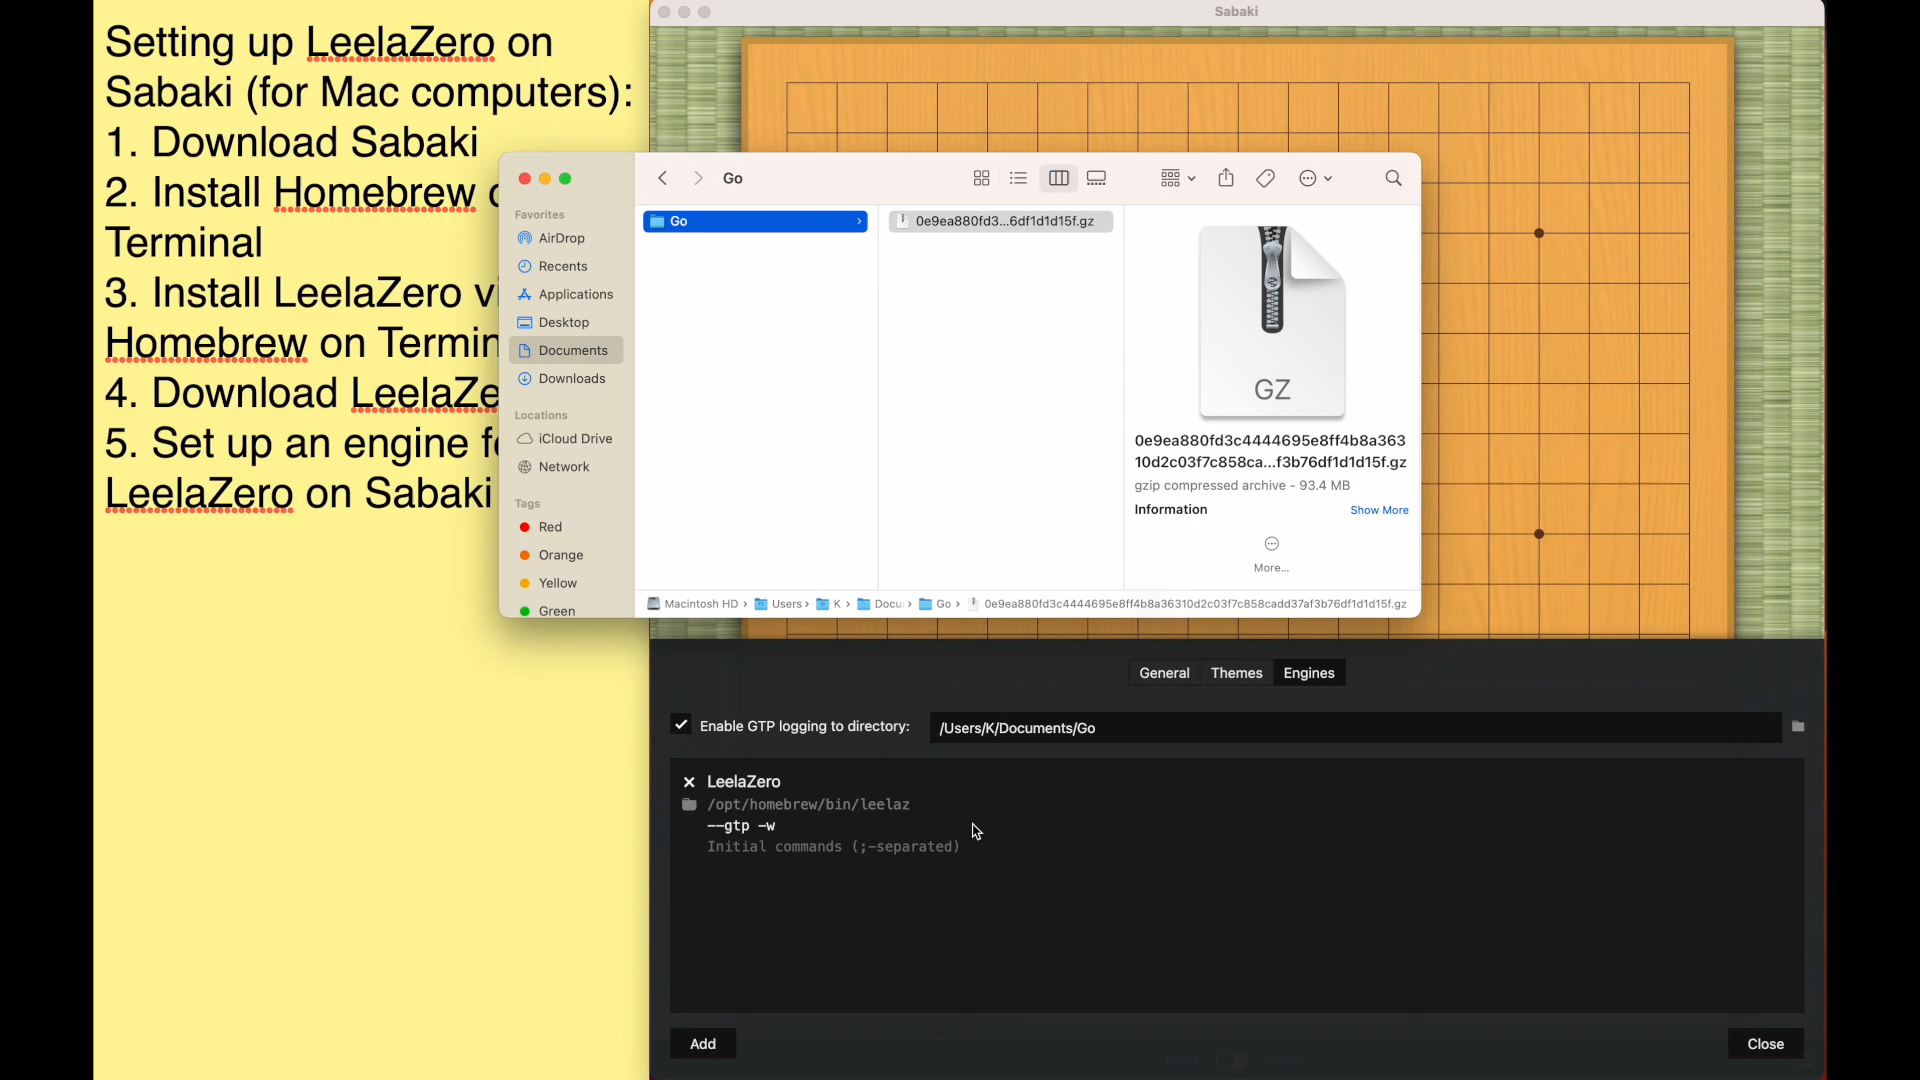 Setting up LeelaZero on
Sabaki (for Mac computers):
1. Download Sabaki
2. Install Homebrew
Terminal
3. Install LeelaZero
Homebrew on
4. Download
5. Set up an engine
LeelaZero on Sabaki
Sabaki
Go
Favorites
AirDrop
Recents
Applications
Desktop
Documents
Downloads
Locations
iCloud Drive
Network
Tags
Red
Orange
Yellow
Green
Go
0e9ea880fd3...6df1d1d15f.gz
GZ
0e9ea880fd3c4444695e8ff4b8a363
10d2c03f7c858ca...f3b76df1d1d15f.gz
gzip compressed archive - 93.4 MB
Information Show More
More...
Macintosh HD › Users › K › Docu › Go › 0e9ea880fd3c4444695e8ff4b8a36310d2c03f7c858cadd37af3b76df1d1d15f.gz
General Themes Engines
Enable GTP logging to directory: /Users/K/Documents/Go
LeelaZero
/opt/homebrew/bin/leelaz
--gtp -w
Initial commands (;-separated)
Add Close